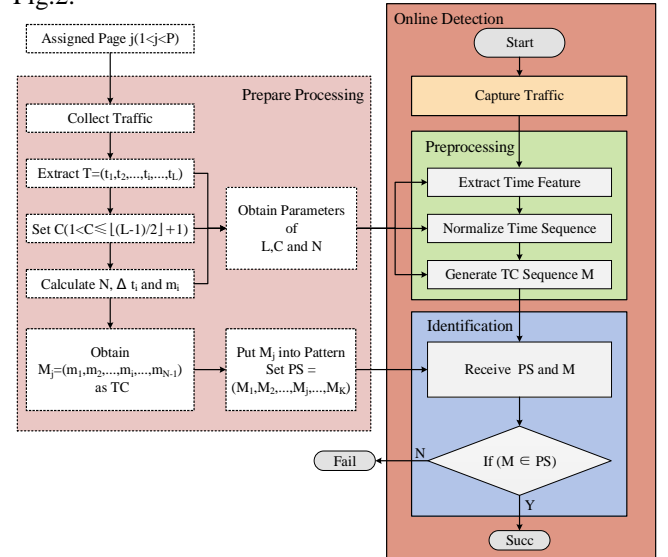 Fig.2.
Assigned Page j(1<j<P)
Prepare Processing
Collect Traffic
Extract T=(t1,t2,...,ti,...,tL)
Set C(1<C≤⌊(L-1)/2⌋+1)
Calculate N, Δ ti and mi
Obtain
Mj=(m1,m2,...,mi,...,mN-1)
as TC
Obtain Parameters
of
L,C and N
Put Mj into Pattern
Set PS =
(M1,M2,...,Mj,...,MK)
Online Detection
Start
Capture Traffic
Preprocessing
Extract Time Feature
Normalize Time Sequence
Generate TC Sequence M
Identification
Receive PS and M
If (M ∈ PS)
N
Fail
Y
Succ